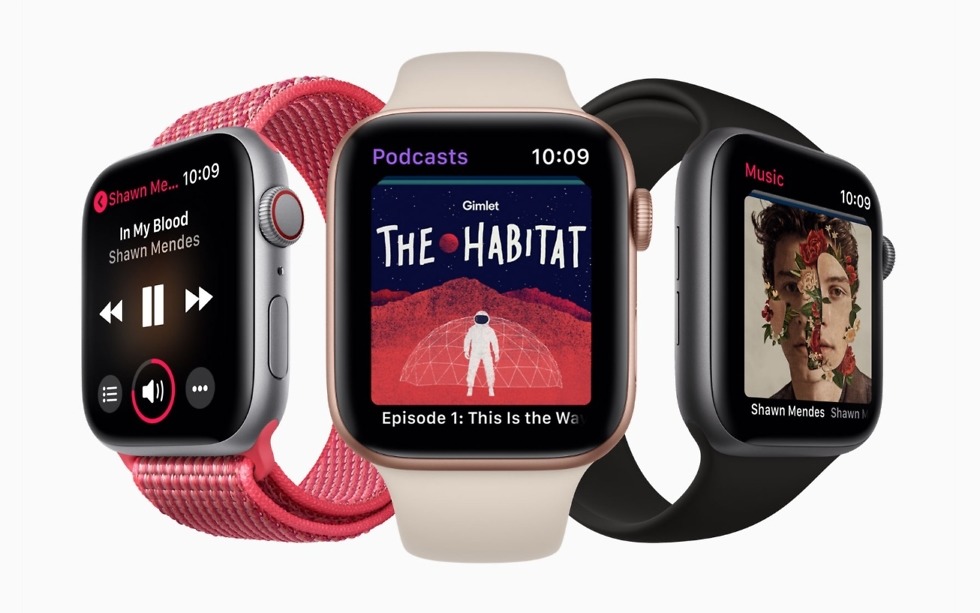 Shawn Me...
10:09
In My Blood
Shawn Mendes
Podcasts
10:09
Gimlet
THE HABITAT
Episode 1: This Is the
Music
10:09
Shawn Mendes Shawn